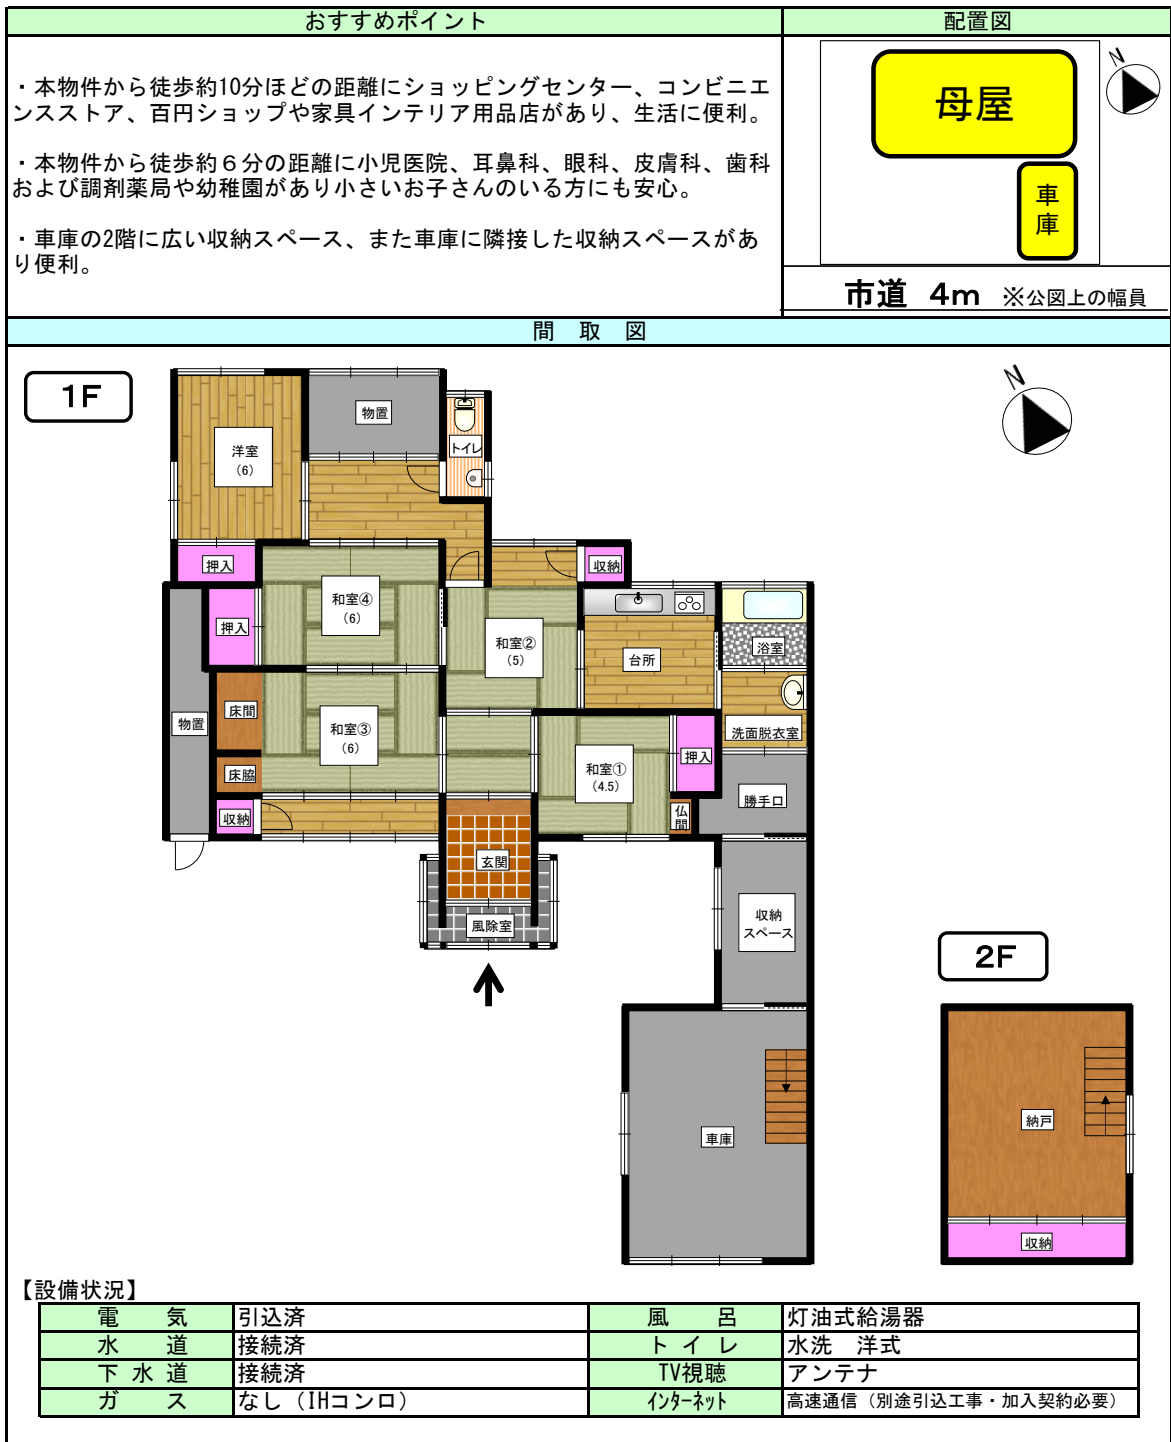 おすすめポイント
配置図
・本物件から徒歩約10分ほどの距離にショッピングセンター、コンビニエ
ンスストア、百円ショップや家具インテリア用品店があり、生活に便利。
・本物件から徒歩約６分の距離に小児医院、耳鼻科、眼科、皮膚科、歯科
および調剤薬局や幼稚園があり小さいお子さんのいる方にも安心。
・車庫の2階に広い収納スペース、また車庫に隣接した収納スペースがあ
り便利。
N
母屋
車
庫
市道 4m ※公図上の幅員
間 取 図
1F
N
物置
トイレ
洋室
(6)
押入
収納
和室④
(6)
押入
和室②
(5)
台所
浴室
床間
物置
和室③
(6)
洗面脱衣室
押入
和室①
(4.5)
床脇
勝手口
収納
仏
間
玄関
風除室
収納
スペース
2F
車庫
納戸
収納
【設備状況】
電 気 引込済 風 呂 灯油式給湯器
水 道 接続済 トイレ 水洗 洋式
下水道 接続済 TV視聴 アンテナ
ガ ス なし（IHコンロ） インターネット 高速通信（別途引込工事・加入契約必要）